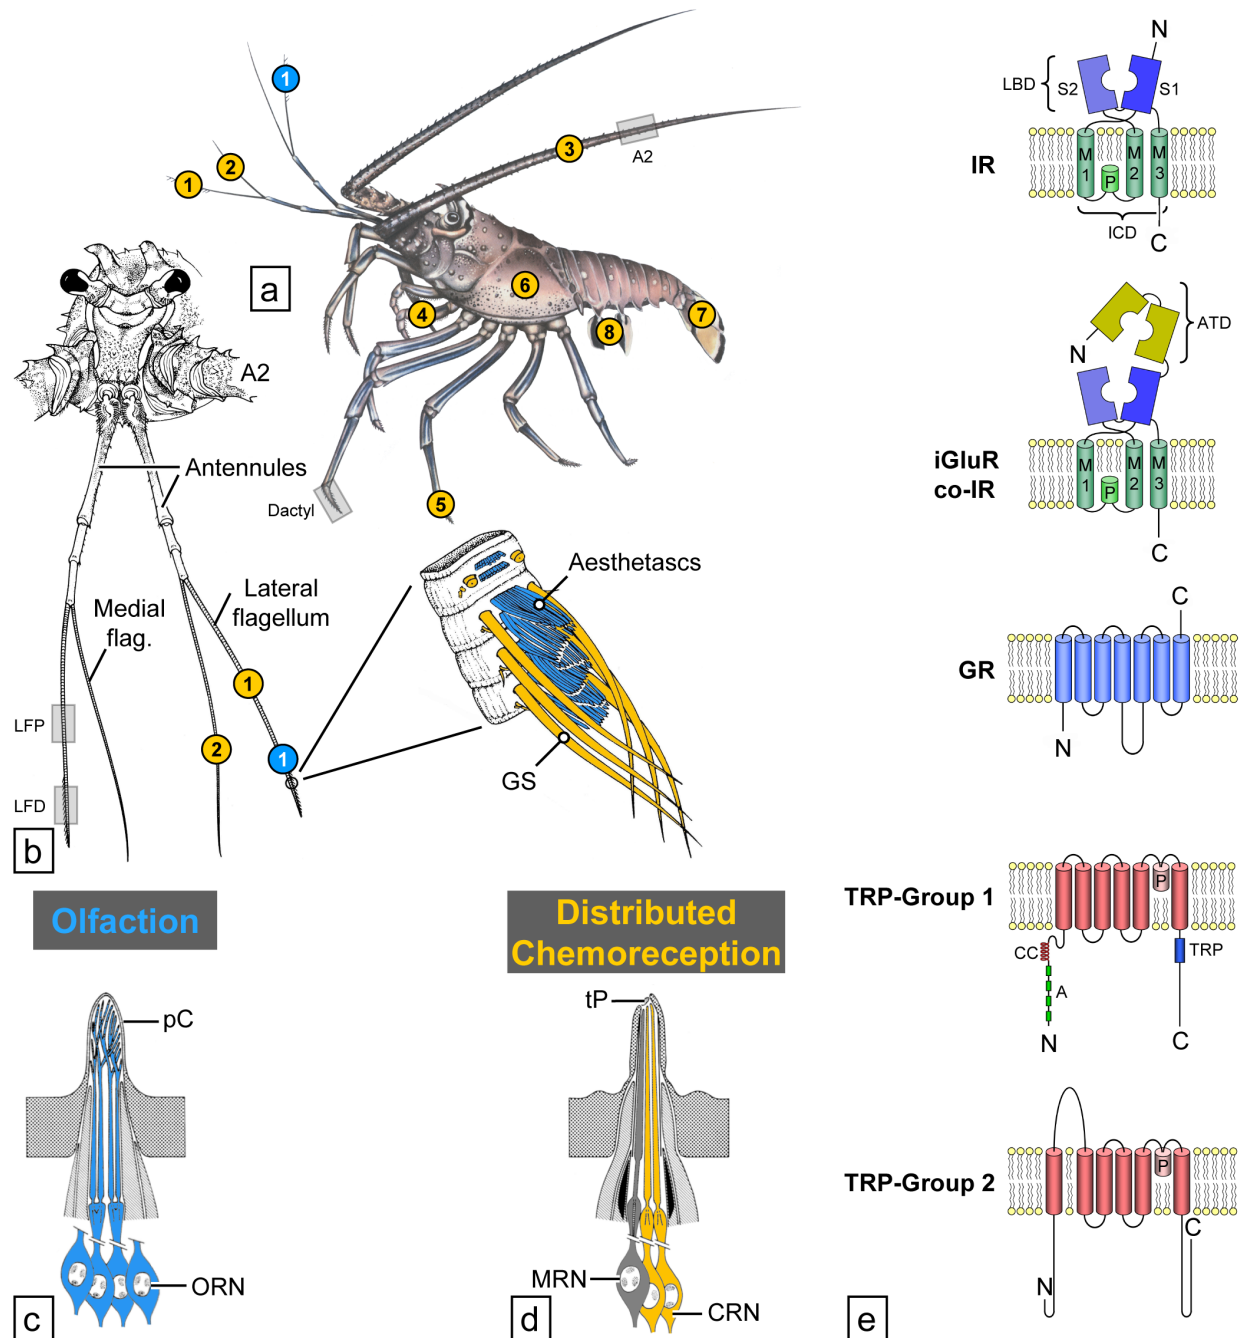 1
2
1
3
A2
a
6
4
8
7
Dactyl
5
A2
Antennules
Lateral
flagellum
Medial
flag.
1
2
1
LFP
LFD
b
Aesthetascs
GS
Olfaction
pC
ORN
c
Distributed
Chemoreception
tP
MRN
CRN
d
N
LBD
S2
S1
IR
M
1
P
M
2
M
3
ICD
C
ATD
N
iGluR
co-IR
M
1
P
M
2
M
3
C
C
GR
N
TRP-Group 1
P
CC
TRP
A
N
C
TRP-Group 2
P
C
N
e